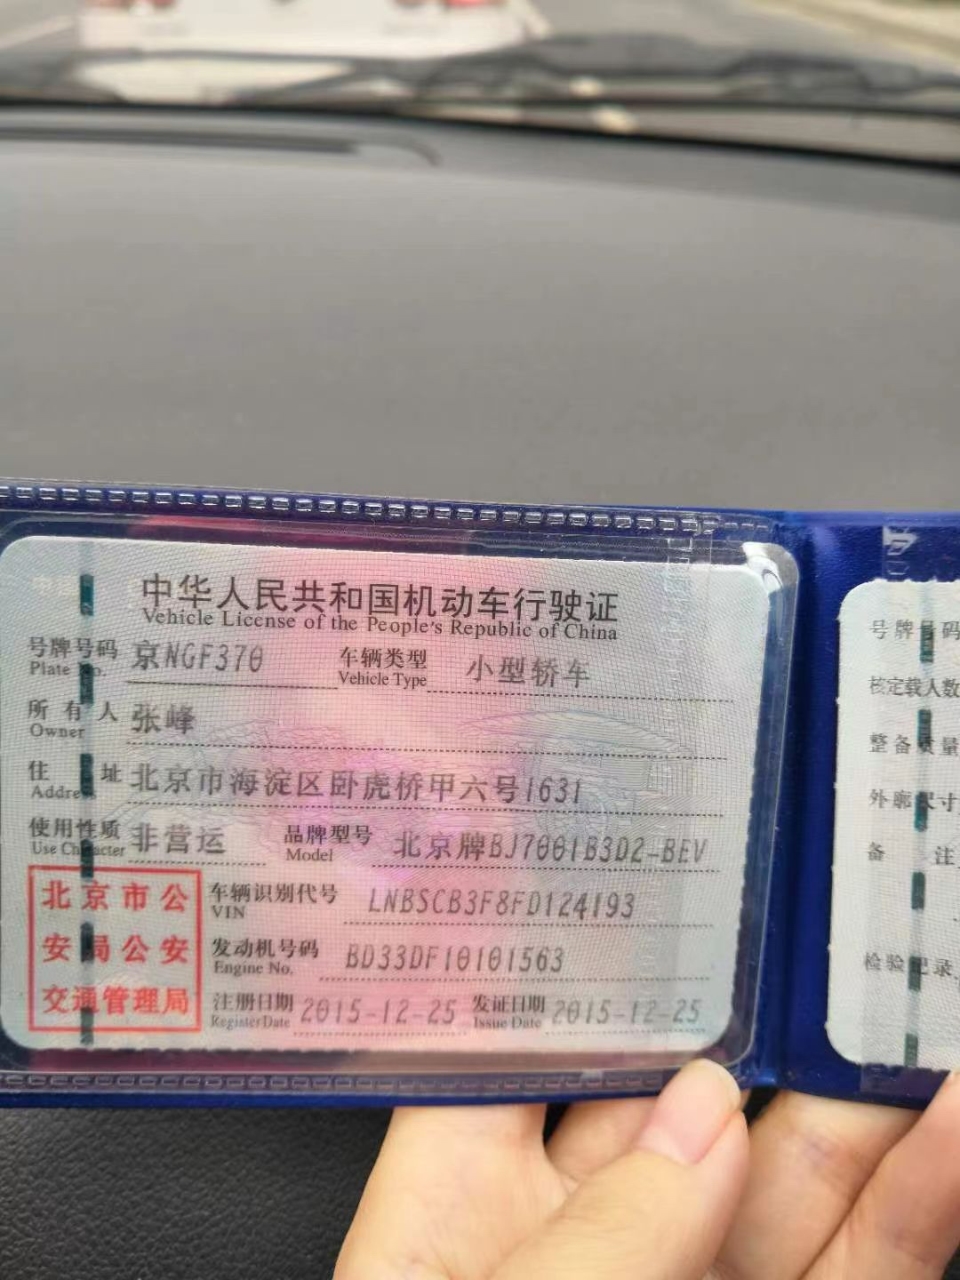 中华人民共和国机动车行驶证
Vehicle License of the People's Republic of China
号牌号码 京NGF370 车辆类型 小型轿车
Plate No. Vehicle Type
所有人 张峰
Owner
住址 北京市海淀区卧虎桥甲六号1631
Address
使用性质 非营运 品牌型号 北京牌BJ7001B3D2-BEV
Use Character Model
北京市公 车辆识别代号 LNBSCB3F8FD124193
VIN
安局公安 发动机号码 BD33DF10101563
Engine No.
交通管理局 注册日期 2015-12-25 发证日期 2015-12-25
Register Date Issue Date
号牌号码
核定载人数
整备质量
外廓尺寸
备注
检验记录